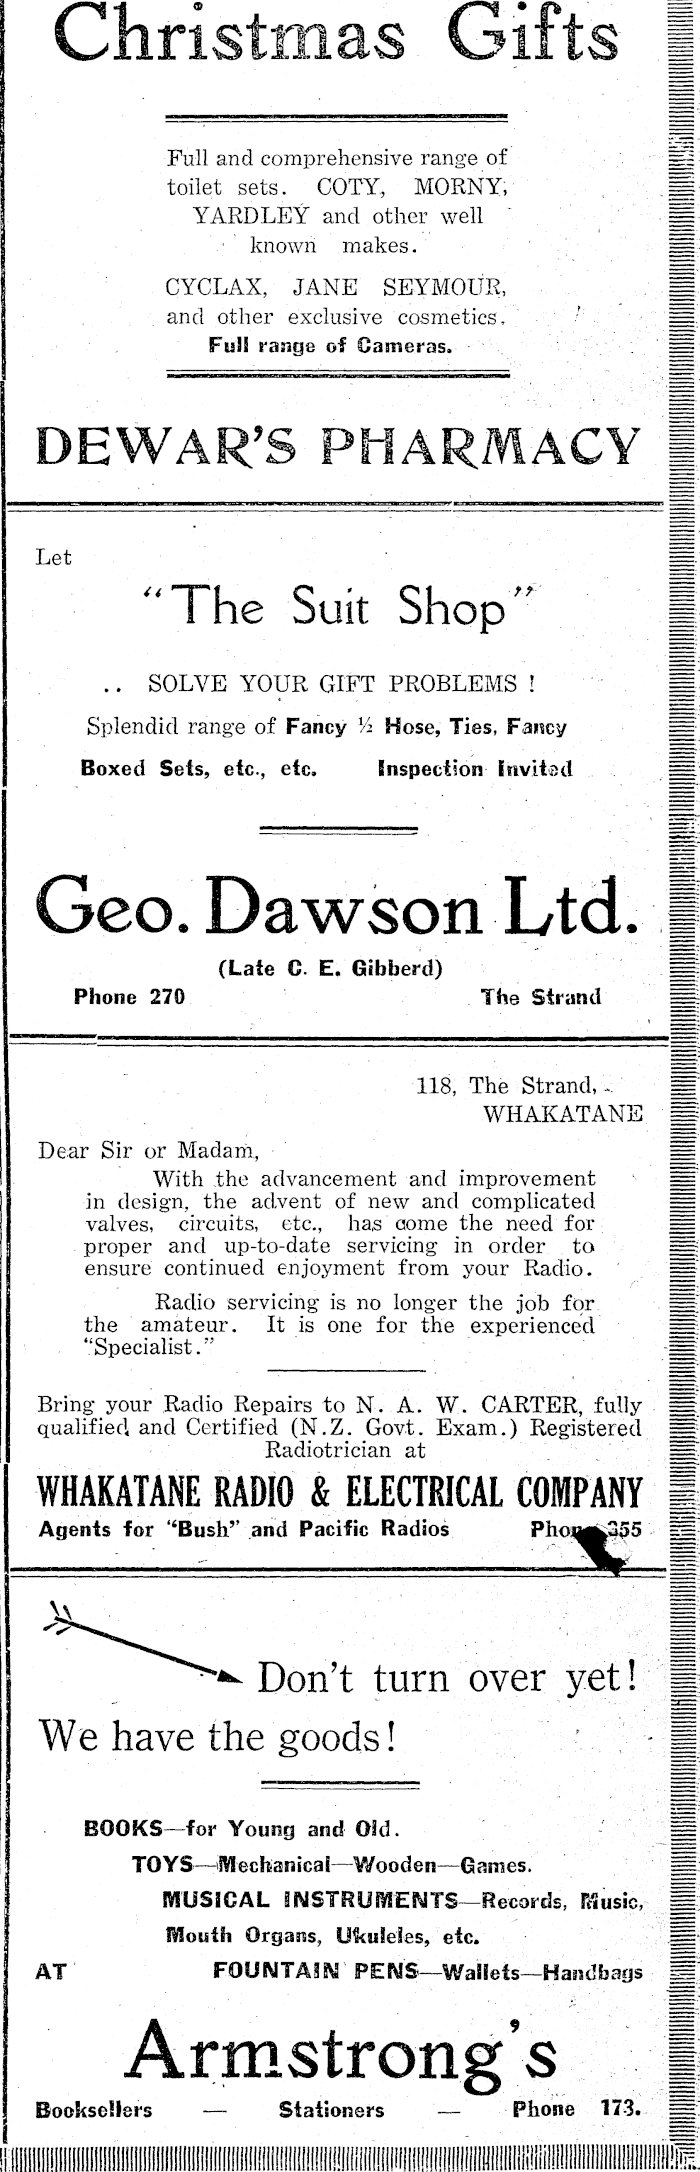 Christmas Gifts
Full and comprehensive range of
toilet sets. COTY, MORNY,
YARDLEY and other well
known makes.
CYCLAX, JANE SEYMOUR,
and other exclusive cosmetics.
Full range of Cameras.
DEWAR'S PHARMACY
Let
"The Suit Shop"
.. SOLVE YOUR GIFT PROBLEMS !
Splendid range of Fancy ½ Hose, Ties, Fancy
Boxed Sets, etc., etc. Inspection Invited
Geo. Dawson Ltd.
(Late C. E. Gibberd)
Phone 270 The Strand
118, The Strand,
WHAKATANE
Dear Sir or Madam,
With the advancement and improvement
in design, the advent of new and complicated
valves, circuits, etc., has come the need for
proper and up-to-date servicing in order to
ensure continued enjoyment from your Radio.
Radio servicing is no longer the job for
the amateur. It is one for the experienced
"Specialist."
Bring your Radio Repairs to N. A. W. CARTER, fully
qualified and Certified (N.Z. Govt. Exam.) Registered
Radiotrician at
WHAKATANE RADIO & ELECTRICAL COMPANY
Agents for "Bush" and Pacific Radios Phone 355
Don't turn over yet!
We have the goods!
BOOKS—for Young and Old.
TOYS—Mechanical—Wooden—Games.
MUSICAL INSTRUMENTS—Records, Music,
Mouth Organs, Ukuleles, etc.
AT FOUNTAIN PENS—Wallets—Handbags
Armstrong's
Booksellers — Stationers — Phone 173.